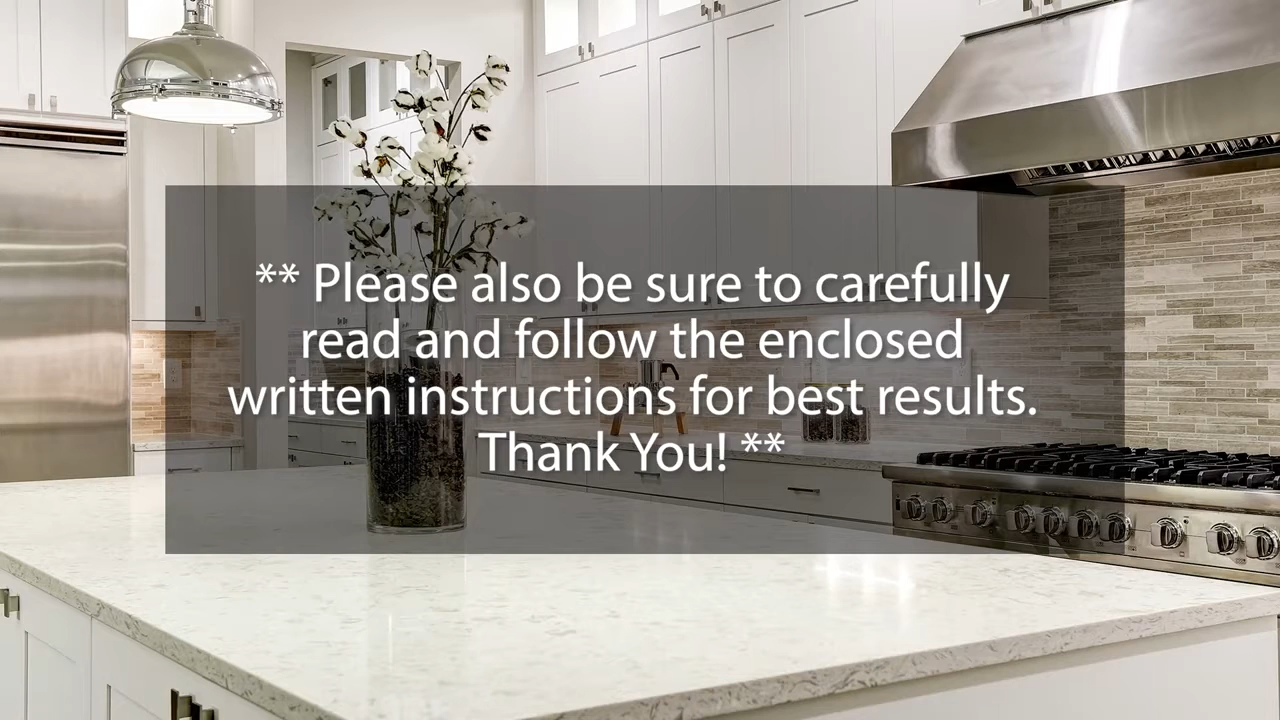 ** Please also be sure to carefully
read and follow the enclosed
written instructions for best results.
Thank You! **